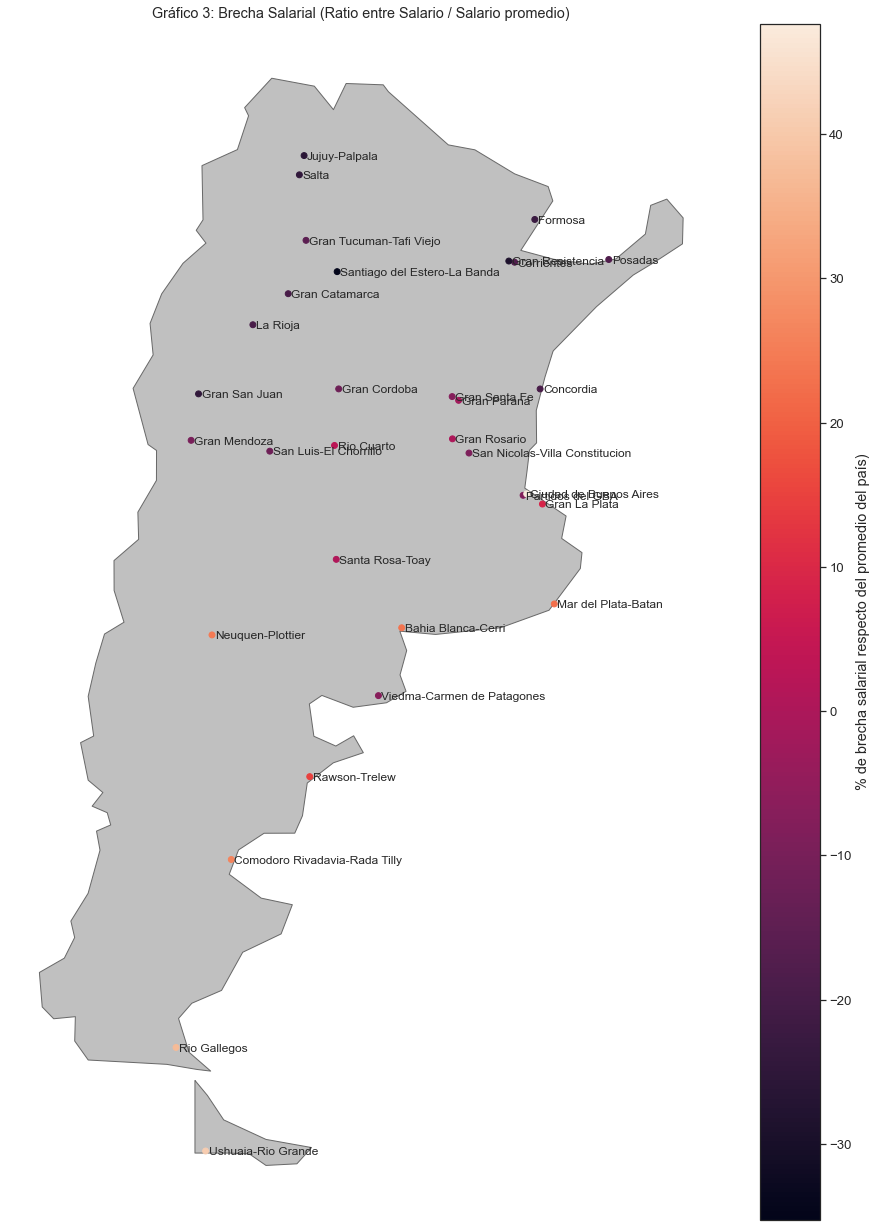 Gráfico 3: Brecha Salarial (Ratio entre Salario / Salario promedio)
Jujuy-Palpala
Salta
Formosa
Gran Tucuman-Tafi Viejo
Gran Resistencia
Corrientes
Posadas
Santiago del Estero-La Banda
Gran Catamarca
La Rioja
Gran San Juan
Gran Cordoba
Concordia
Gran Santa Fe
Gran Parana
Gran Mendoza
San Luis-El Chorrillo
Rio Cuarto
Gran Rosario
San Nicolas-Villa Constitucion
Ciudad de Buenos Aires
Partidos del GBA
Gran La Plata
Santa Rosa-Toay
Mar del Plata-Batan
Bahia Blanca-Cerri
Neuquen-Plottier
Viedma-Carmen de Patagones
Rawson-Trelew
Comodoro Rivadavia-Rada Tilly
Rio Gallegos
Ushuaia-Rio Grande
40
30
20
10
0
−10
−20
−30
% de brecha salarial respecto del promedio del país)